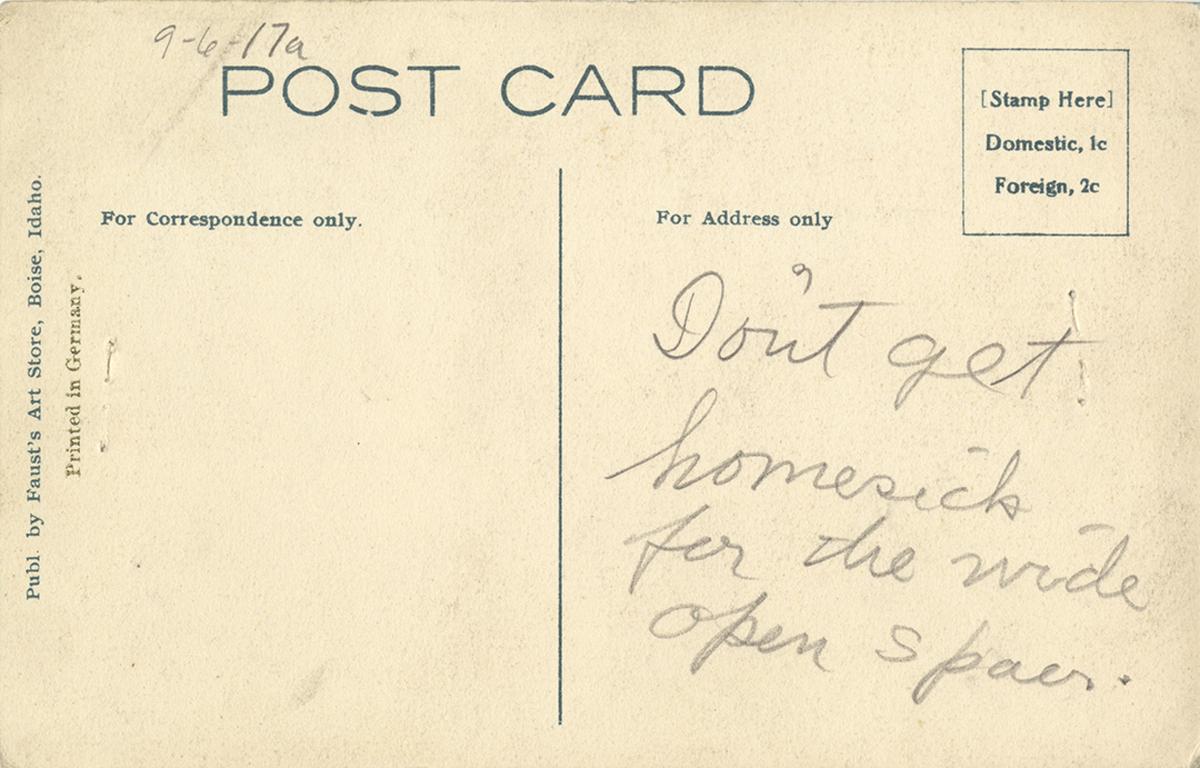 9-6-17a
POST CARD
[Stamp Here]
Domestic, 1c
Foreign, 2c
For Correspondence only.
For Address only
Don't get
homesick
for the wide
open spaces.
Publ. by Faust's Art Store, Boise, Idaho.
Printed in Germany.